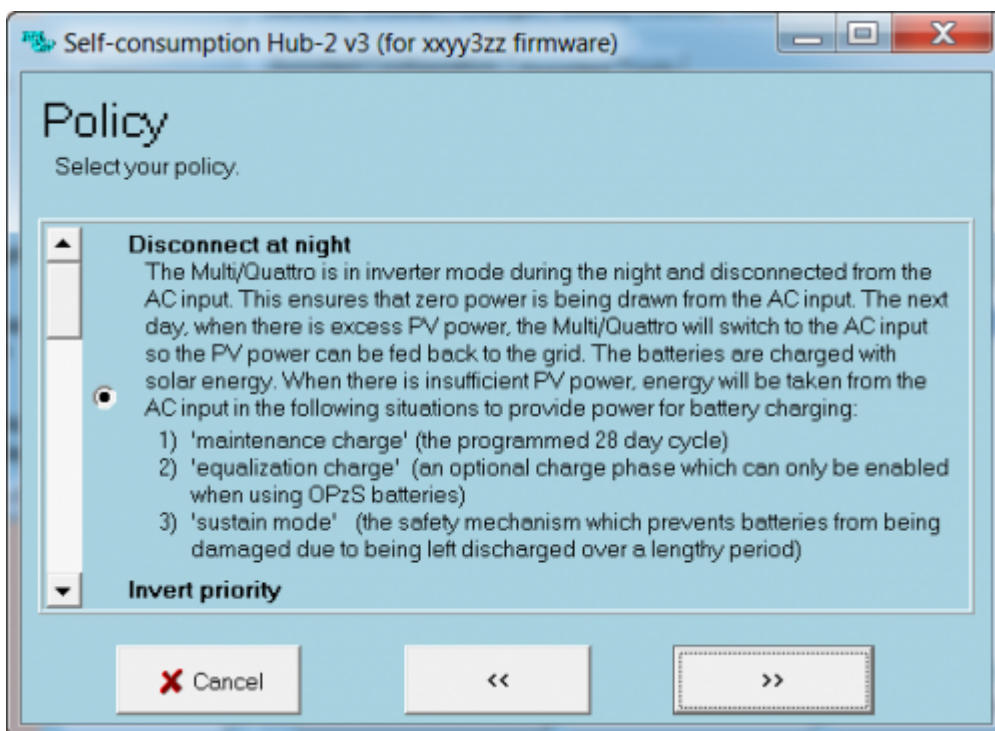 Self-consumption Hub-2 v3 (for xxyy3zz firmware)
Policy
Select your policy.
Disconnect at night
The Multi/Quattro is in inverter mode during the night and disconnected from the
AC input. This ensures that zero power is being drawn from the AC input. The next
day, when there is excess PV power, the Multi/Quattro will switch to the AC input
so the PV power can be fed back to the grid. The batteries are charged with
solar energy. When there is insufficient PV power, energy will be taken from the
AC input in the following situations to provide power for battery charging:
1) 'maintenance charge' (the programmed 28 day cycle)
2) 'equalization charge' (an optional charge phase which can only be enabled
when using OPzS batteries)
3) 'sustain mode' (the safety mechanism which prevents batteries from being
damaged due to being left discharged over a lengthy period)
Invert priority
Cancel
<<
>>